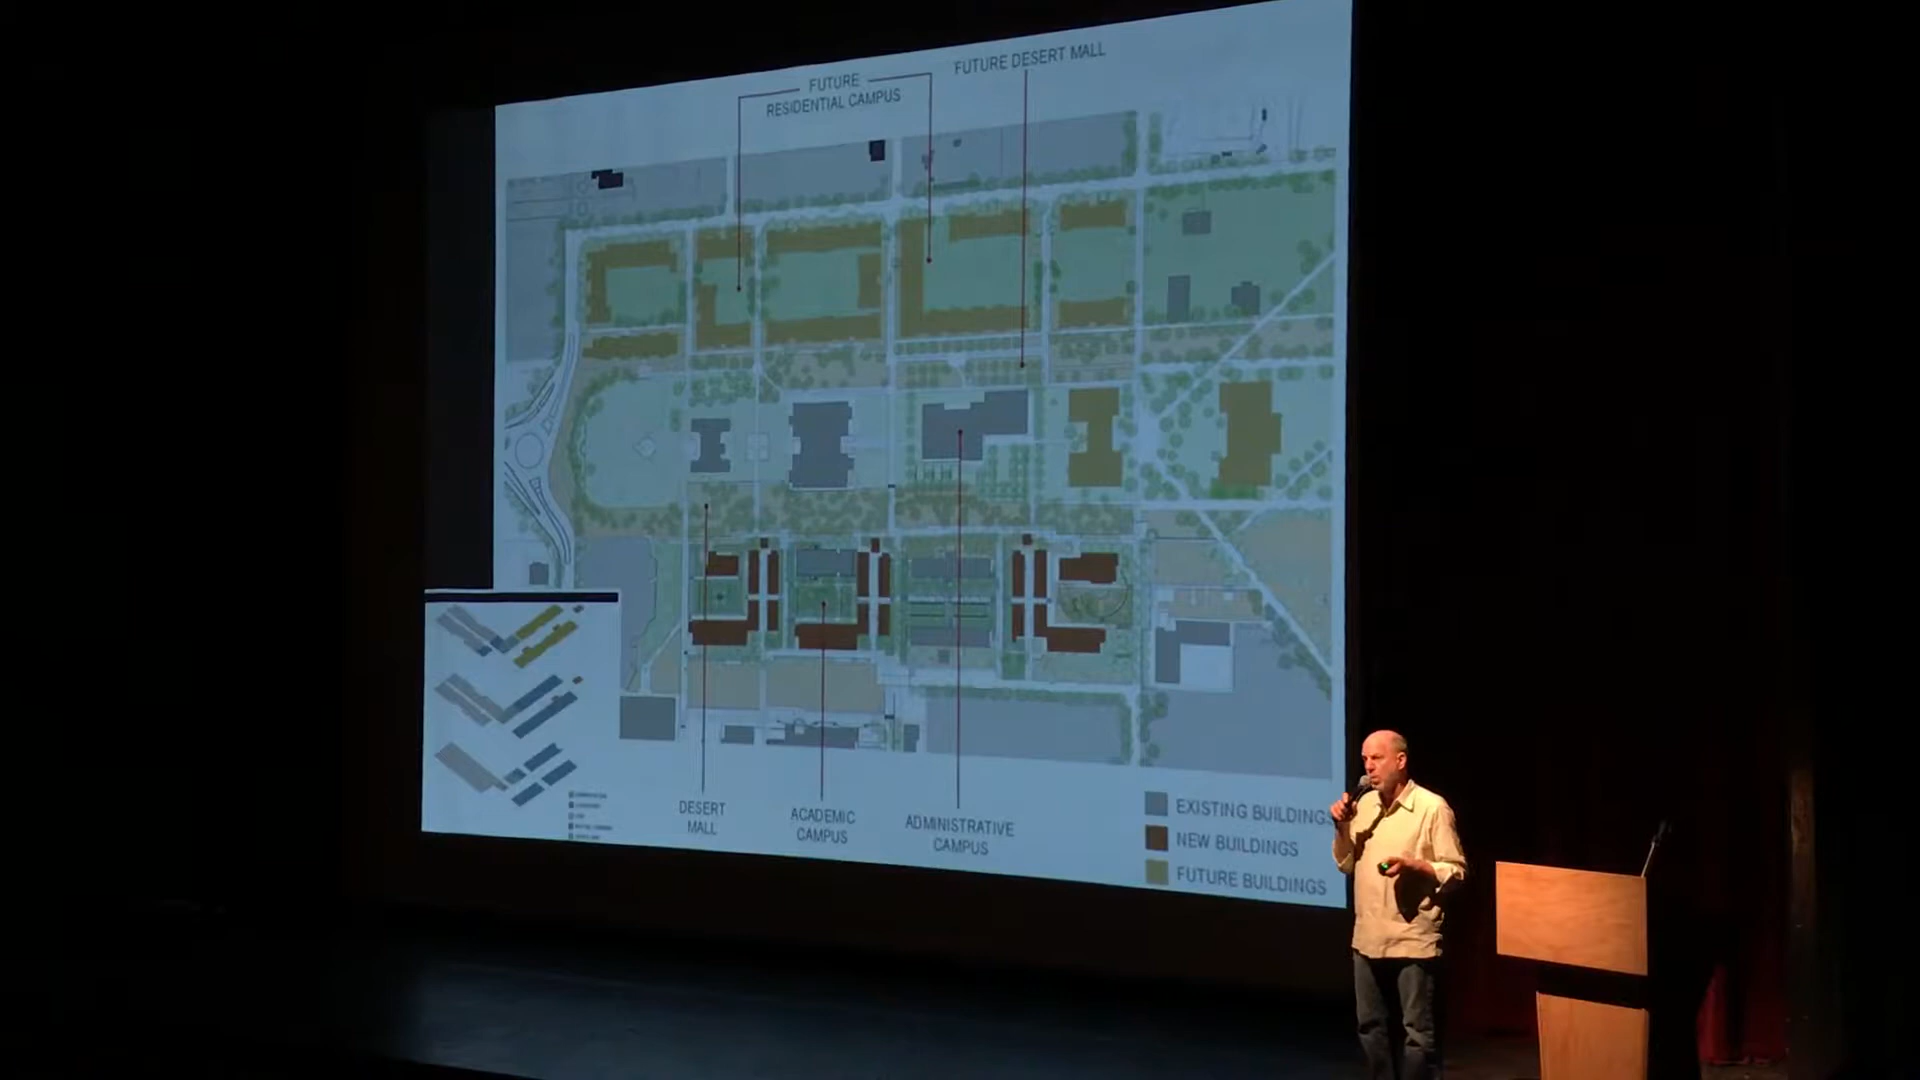 FUTURE
RESIDENTIAL CAMPUS
FUTURE DESERT MALL
DESERT
MALL
ACADEMIC
CAMPUS
ADMINISTRATIVE
CAMPUS
EXISTING BUILDINGS
NEW BUILDINGS
FUTURE BUILDINGS